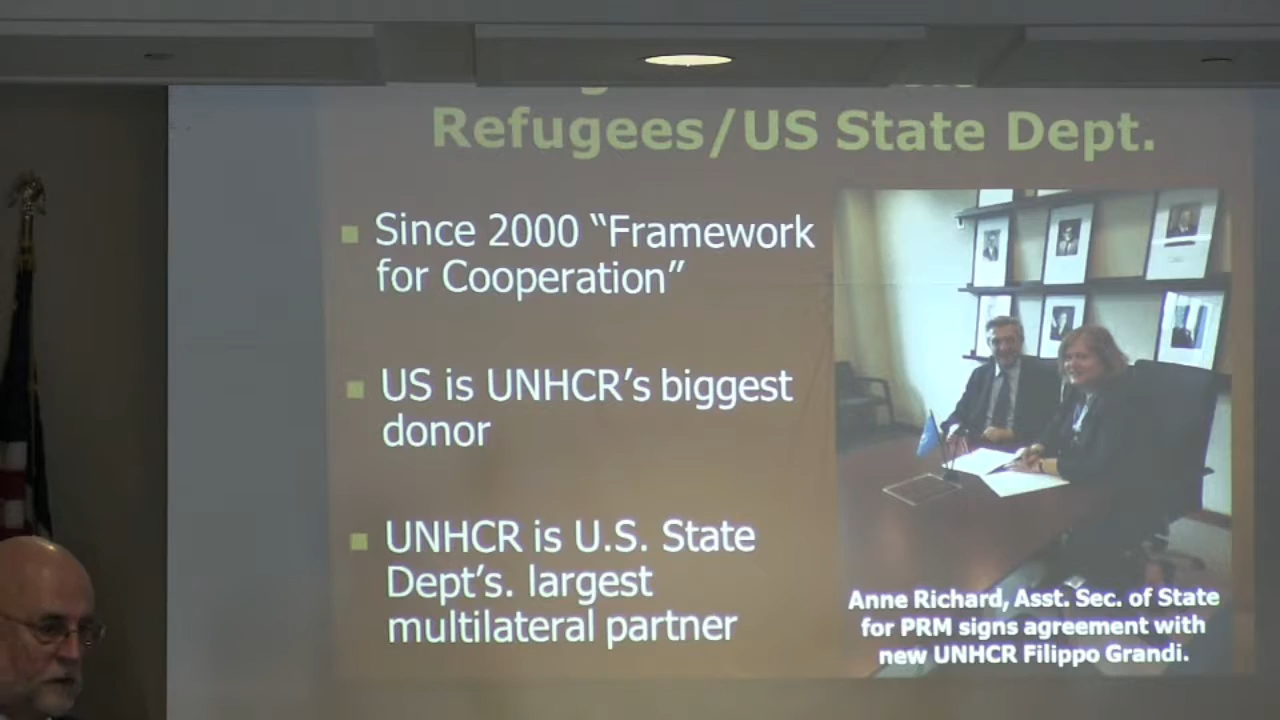 Refugees/US State Dept.
Since 2000 “Framework
for Cooperation”
US is UNHCR’s biggest
donor
UNHCR is U.S. State
Dept’s. largest
multilateral partner
Anne Richard, Asst. Sec. of State
for PRM signs agreement with
new UNHCR Filippo Grandi.